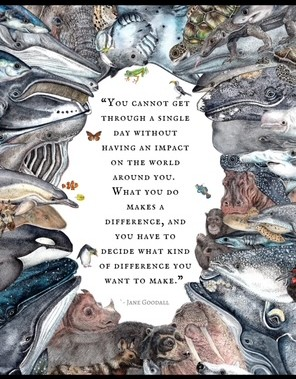 “You cannot get
through a single
day without
having an impact
on the world
around you.
What you do
makes a
difference, and
you have to
decide what kind
of difference you
want to make.”
- Jane Goodall